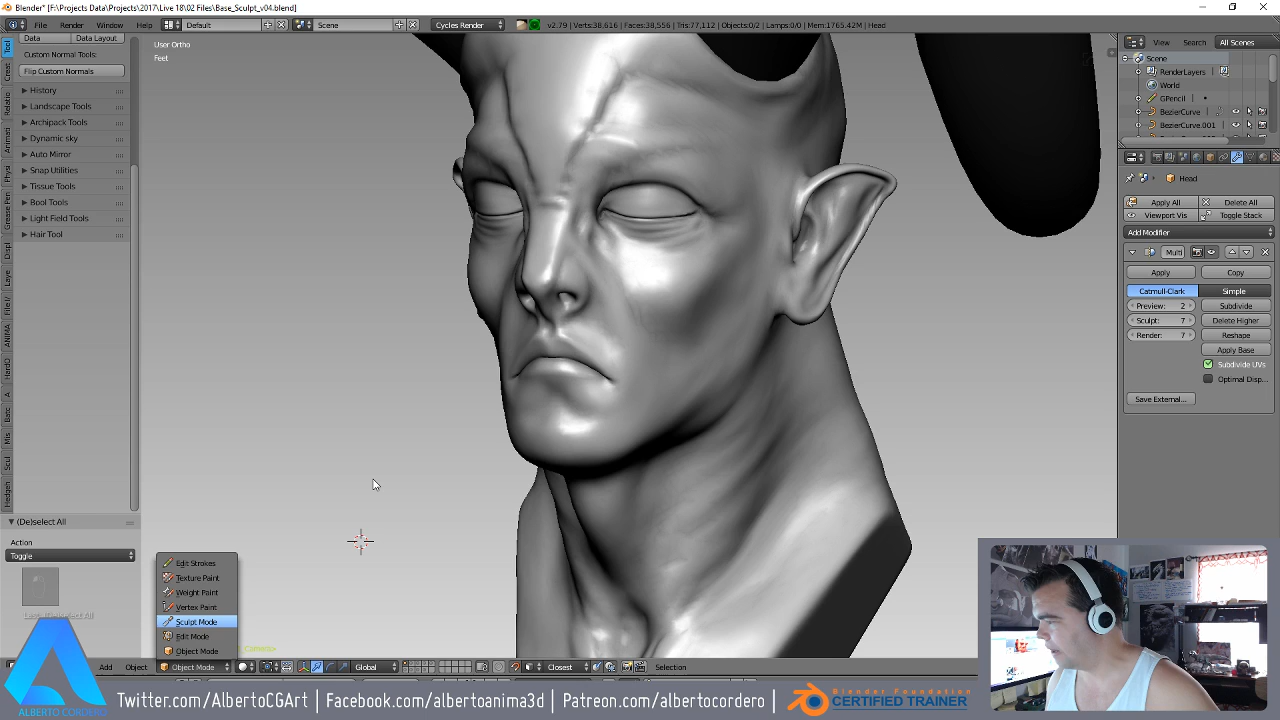 Blender* [F:\Projects Data\Projects\2017\Live 18\02 Files\Base_Sculpt_v04.blend]
File Render Window Help Default Scene Cycles Render v2.79 | Verts:38,616 | Faces:38,556 | Tris:77,112 | Objects:0/2 | Lamps:0/0 | Mem:1765.42M | Head
Data Data Layout
Custom Normal Tools:
Flip Custom Normals
History
Landscape Tools
Archipack Tools
Dynamic sky
Auto Mirror
Snap Utilities
Tissue Tools
Bool Tools
Light Field Tools
Hair Tool
(De)select All
Action
Toggle
User Ortho
Feet
Edit Strokes
Texture Paint
Weight Paint
Vertex Paint
Sculpt Mode
Edit Mode
Object Mode
Add Object Object Mode Global Closest Selection
View Search All Scenes
Scene
RenderLayers
World
GPencil
BezierCurve
BezierCurve.001
Head
Apply All Delete All
Viewport Vis Toggle Stack
Add Modifier
Multi
Apply Copy
Catmull-Clark Simple
Preview: 2 Subdivide
Sculpt: 7 Delete Higher
Render: 7 Reshape
Apply Base
Subdivide UVs
Optimal Disp...
Save External...
ALBERTO CORDERO
Twitter.com/AlbertoCGArt | Facebook.com/albertoanima3d | Patreon.com/albertocordero |
Blender Foundation
CERTIFIED TRAINER